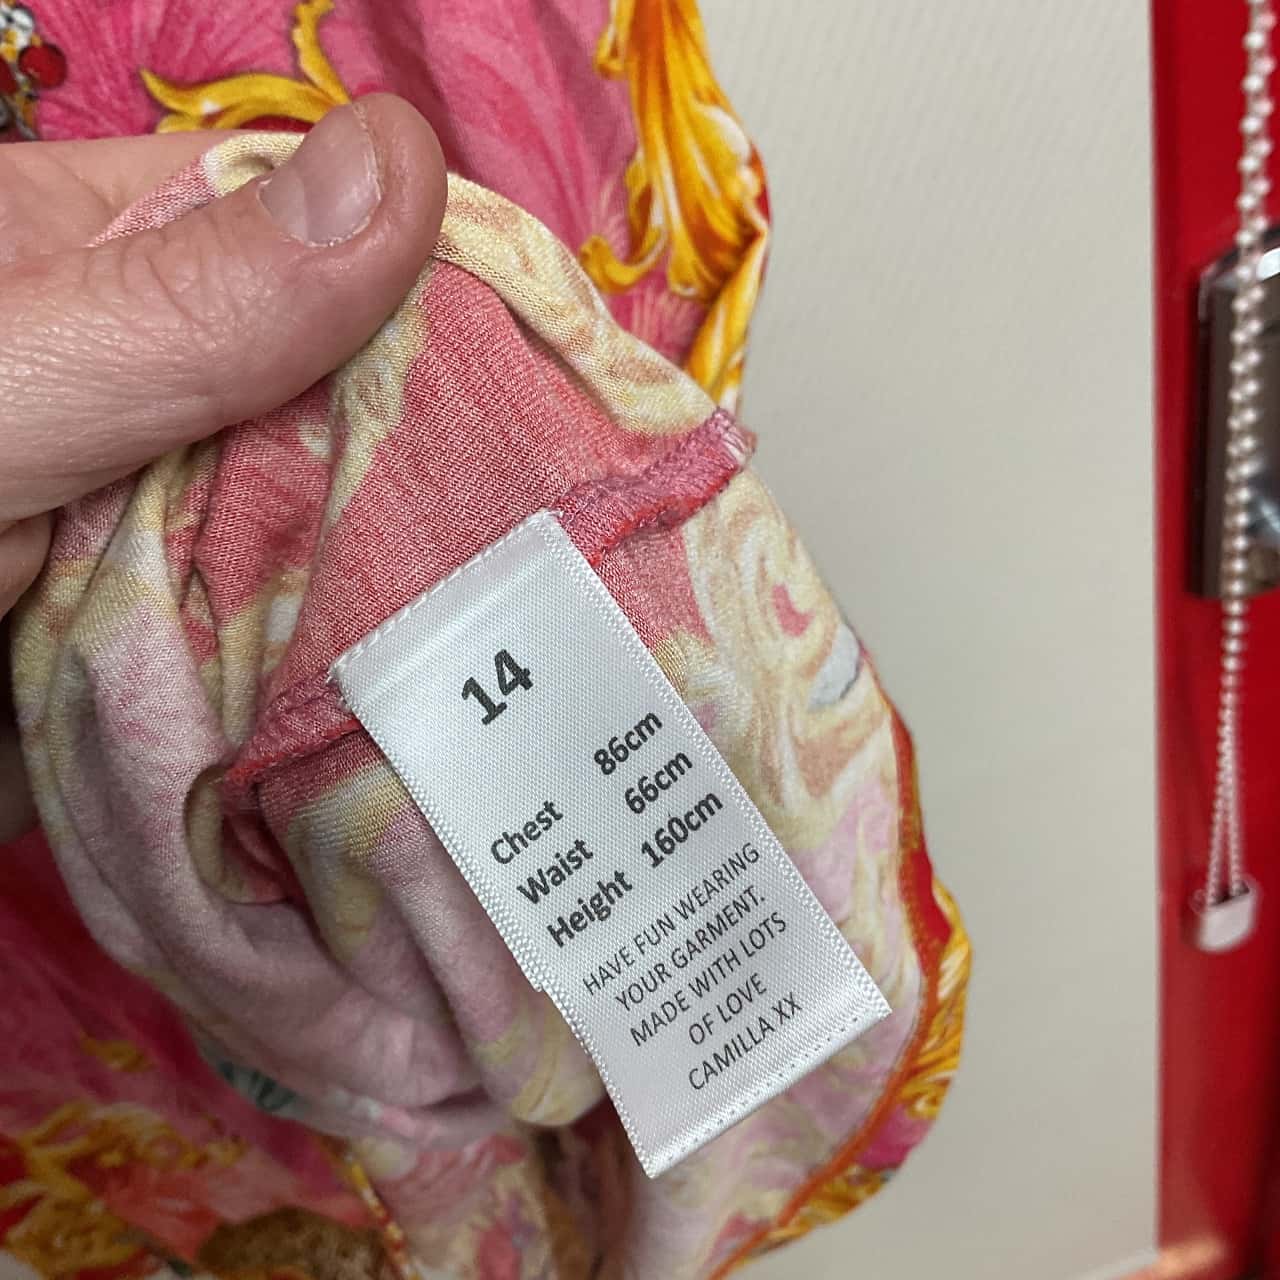 14
Chest 86cm
Waist 66cm
Height 160cm
HAVE FUN WEARING
YOUR GARMENT.
MADE WITH LOTS
OF LOVE
CAMILLA XX